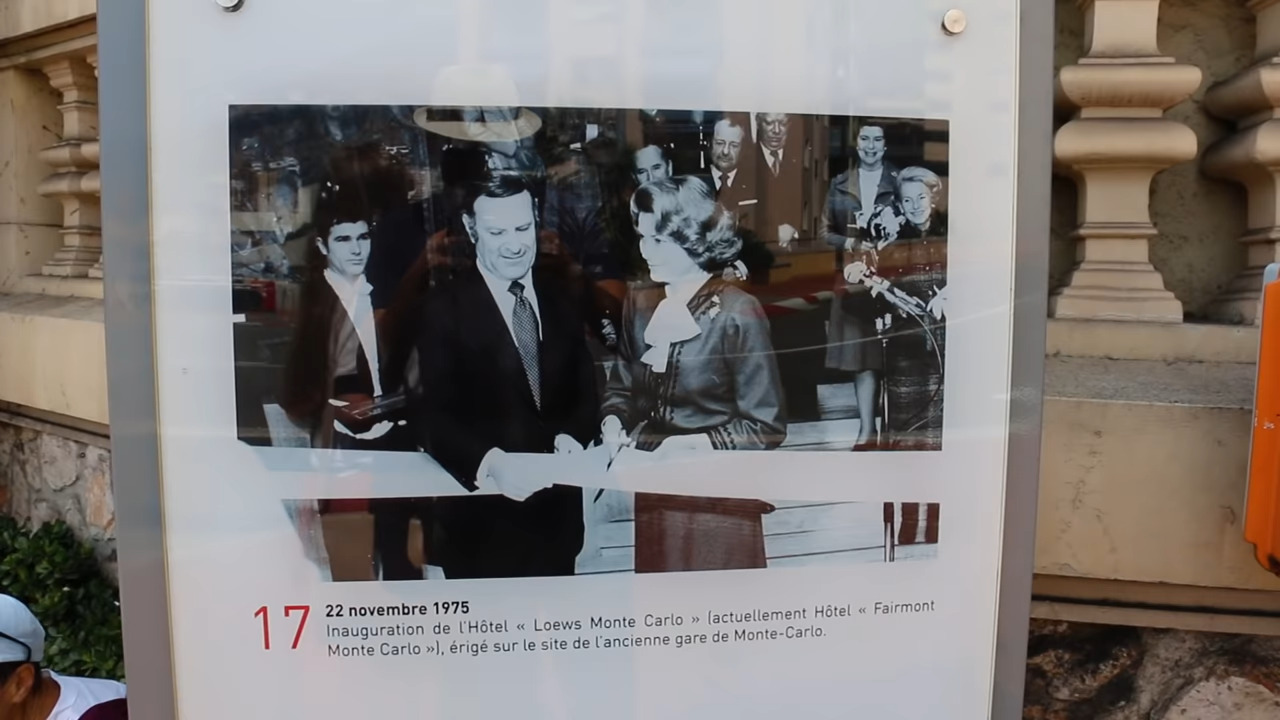 17
22 novembre 1975
Inauguration de l'Hôtel « Loews Monte Carlo » (actuellement Hôtel « Fairmont
Monte Carlo »), érigé sur le site de l'ancienne gare de Monte-Carlo.